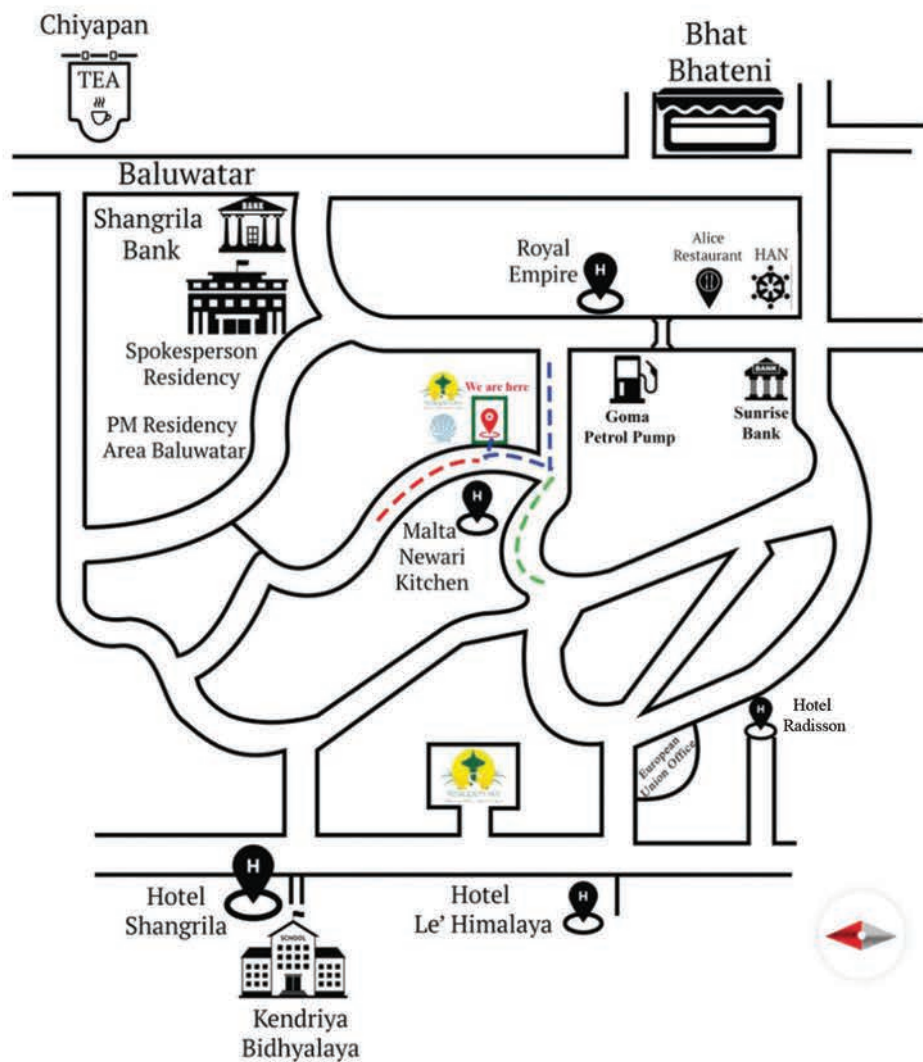 Chiyapan
TEA
Bhat
Bhateni
Baluwatar
BANK
Shangrila
Bank
Royal
Empire
Alice
Restaurant
HAN
Spokesperson
Residency
PM Residency
Area Baluwatar
We are here
Goma
Petrol Pump
BANK
Sunrise
Bank
H
H
Malta
Newari
Kitchen
H
Hotel
Radisson
European
Union Office
H
Hotel
Shangrila
Hotel
Le’ Himalaya
H
SCHOOL
Kendriya
Bidhyalaya